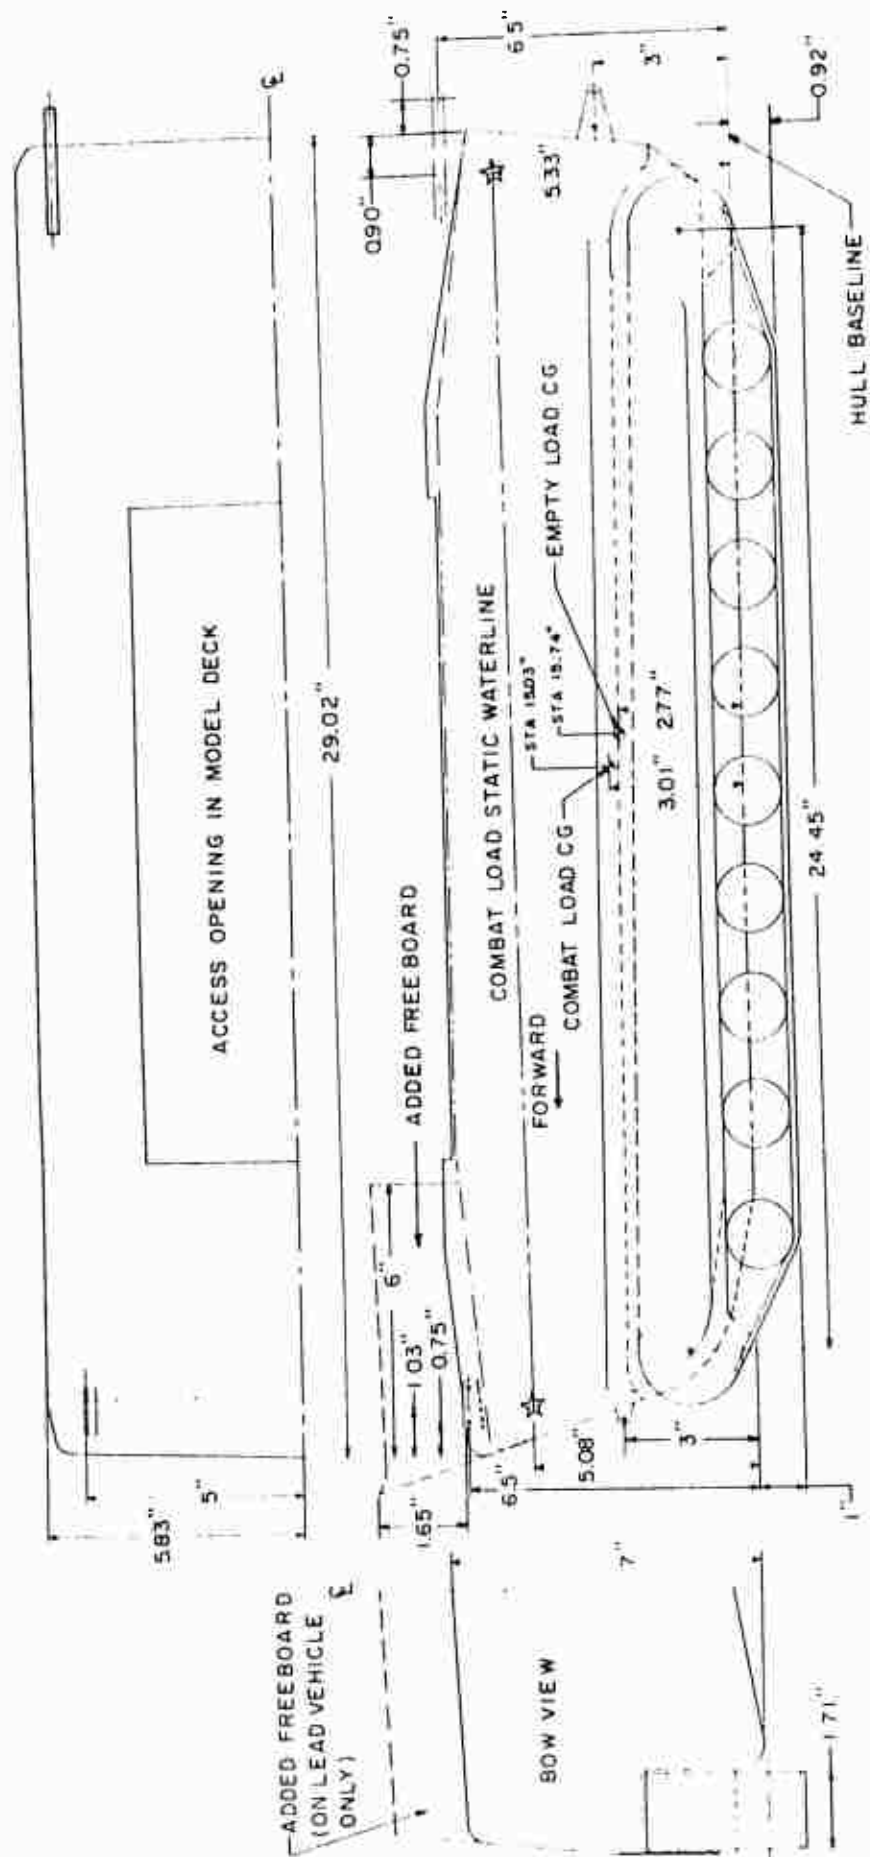 5.83"
5"
ACCESS OPENING IN MODEL DECK
29.02"
℄
0.90"
0.75"
ADDED FREEBOARD
(ON LEAD VEHICLE
ONLY)
℄
1.65"
6"
1.03"
0.75"
ADDED FREEBOARD
6.5"
COMBAT LOAD STATIC WATERLINE
FORWARD
5.08"
5.33"
6.5"
3"
COMBAT LOAD CG
STA 15.03"
STA 15.74"
EMPTY LOAD CG
3"
3.01"
2.77"
0.92"
7"
BOW VIEW
1"
24.45"
HULL BASELINE
1.71"